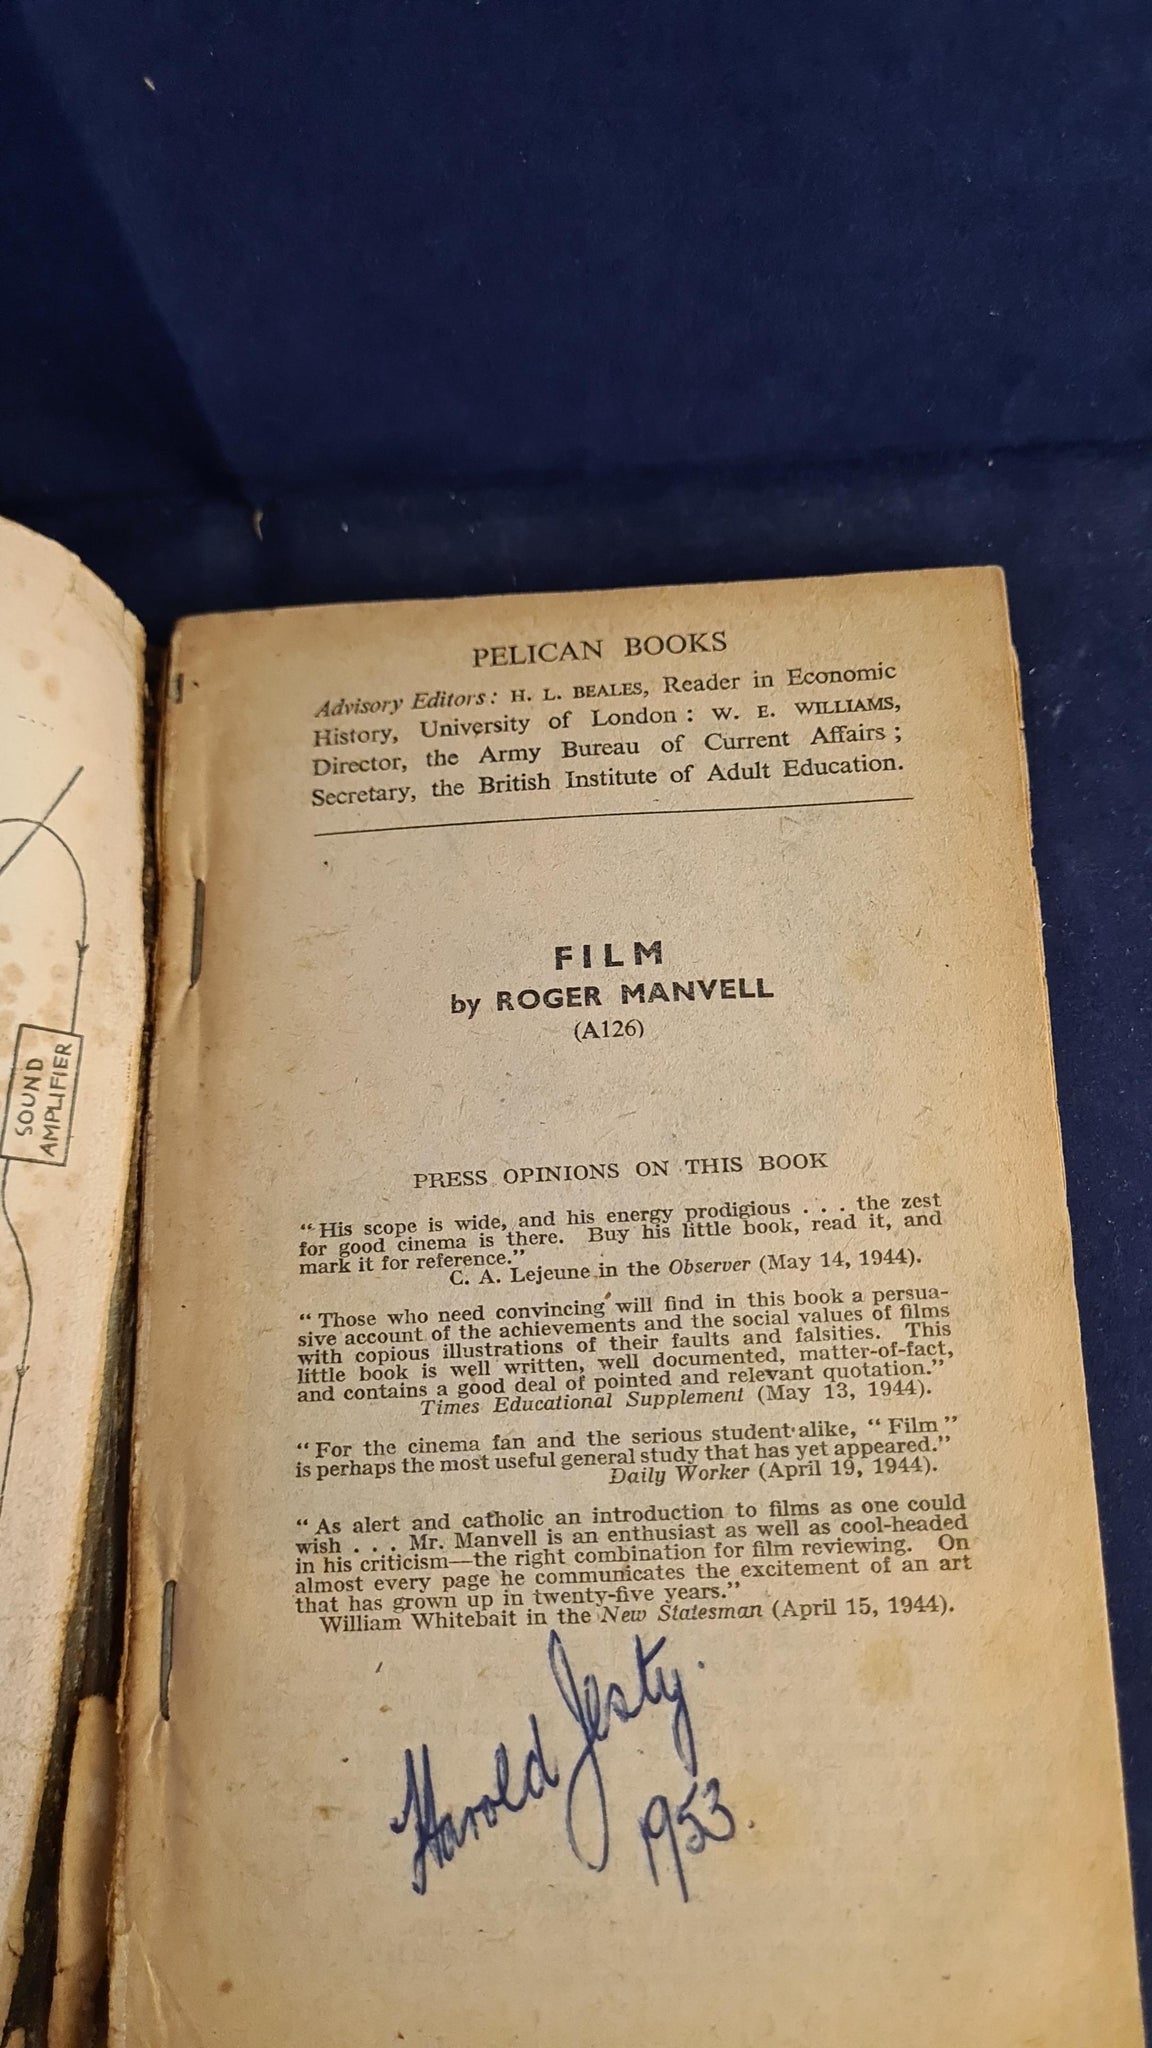 SOUND
AMPLIFIER
PELICAN BOOKS
Advisory Editors: H. L. BEALES, Reader in Economic
History, University of London: W. E. WILLIAMS,
Director, the Army Bureau of Current Affairs;
Secretary, the British Institute of Adult Education.
FILM
by ROGER MANVELL
(A126)
PRESS OPINIONS ON THIS BOOK
"His scope is wide, and his energy prodigious . . . the zest
for good cinema is there. Buy his little book, read it, and
mark it for reference."
C. A. Lejeune in the Observer (May 14, 1944).
"Those who need convincing will find in this book a persua-
sive account of the achievements and the social values of films
with copious illustrations of their faults and falsities. This
little book is well written, well documented, matter-of-fact,
and contains a good deal of pointed and relevant quotation."
Times Educational Supplement (May 13, 1944).
"For the cinema fan and the serious student alike, "Film"
is perhaps the most useful general study that has yet appeared."
Daily Worker (April 19, 1944).
"As alert and catholic an introduction to films as one could
wish . . . Mr. Manvell is an enthusiast as well as cool-headed
in his criticism—the right combination for film reviewing. On
almost every page he communicates the excitement of an art
that has grown up in twenty-five years."
William Whitebait in the New Statesman (April 15, 1944).
Harold Jesty.
1953.